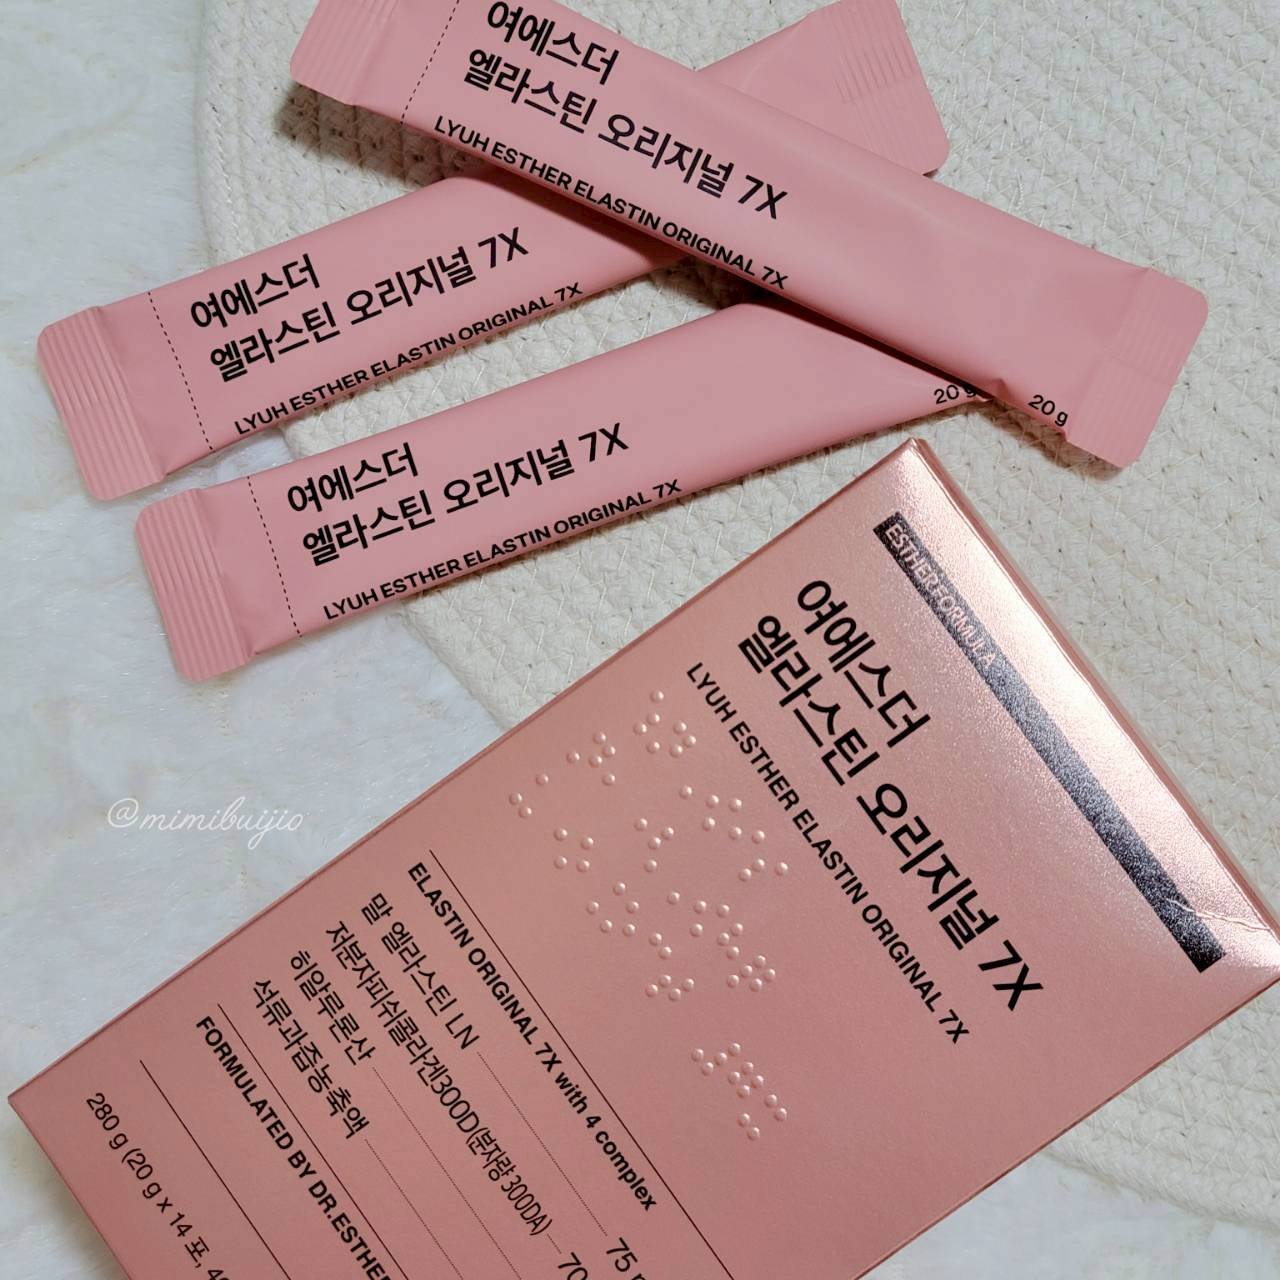 여에스더
엘라스틴 오리지널 7X
LYUH ESTHER ELASTIN ORIGINAL 7X
20 g
여에스더
엘라스틴 오리지널 7X
LYUH ESTHER ELASTIN ORIGINAL 7X
여에스더
엘라스틴 오리지널 7X
LYUH ESTHER ELASTIN ORIGINAL 7X
20 g
ESTHER FORMULA
여에스더
엘라스틴 오리지널 7X
LYUH ESTHER ELASTIN ORIGINAL 7X
@mimibuijio
ELASTIN ORIGINAL 7X with 4 complex
말 엘라스틴 LN 75
저분자피쉬콜라겐300D(분자량 300DA)
히알루론산
석류과즙농축액
FORMULATED BY DR.ESTHER
280 g (20 g x 14 포,